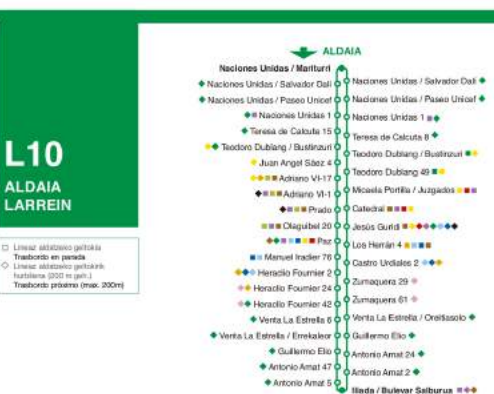 ALDAIA
Naciones Unidas / Mariturri
Naciones Unidas / Salvador Dalí
Naciones Unidas / Paseo Unicef
Naciones Unidas 1
Teresa de Calcuta 15
Teodoro Dublang / Bustinzuri
Juan Angel Sáez 4
Adriano VI-17
Adriano VI-1
Prado
Olaguibel 20
Paz
Manuel Iradier 76
Heraclio Fournier 2
Heraclio Fournier 24
Heraclio Fournier 42
Venta La Estrella 6
Venta La Estrella / Errekaleor
Guillermo Elio
Antonio Amat 47
Antonio Amat 5
Naciones Unidas / Salvador Dalí
Naciones Unidas / Paseo Unicef
Naciones Unidas 1
Teresa de Calcuta 8
Teodoro Dublang / Bustinzuri
Teodoro Dublang 49
Micaela Portilla / Juzgados
Catedral
Jesús Guridi
Los Herrán 4
Castro Urdiales 2
Zumaquera 29
Zumaquera 61
Venta La Estrella / Oreitiasolo
Guillermo Elio
Antonio Amat 24
Antonio Amat 2
Iliada / Bulevar Salburua
L10
ALDAIA
LARREIN
Lineaz aldatzeko geltokia
Trasbordo en parada
Lineaz aldatzeko geltokirik
hurbilena (200 m geh.)
Trasbordo próximo (max. 200m)